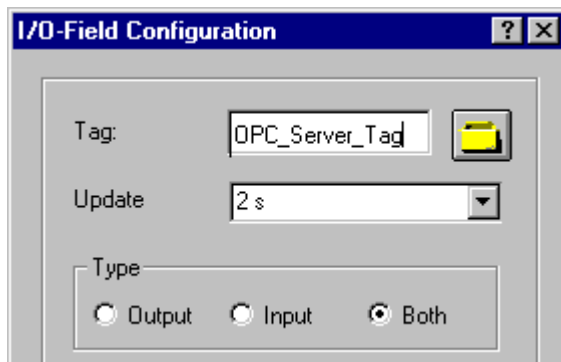 I/O-Field Configuration ? X
Tag: OPC_Server_Tag
Update 2 s
Type
Output Input Both